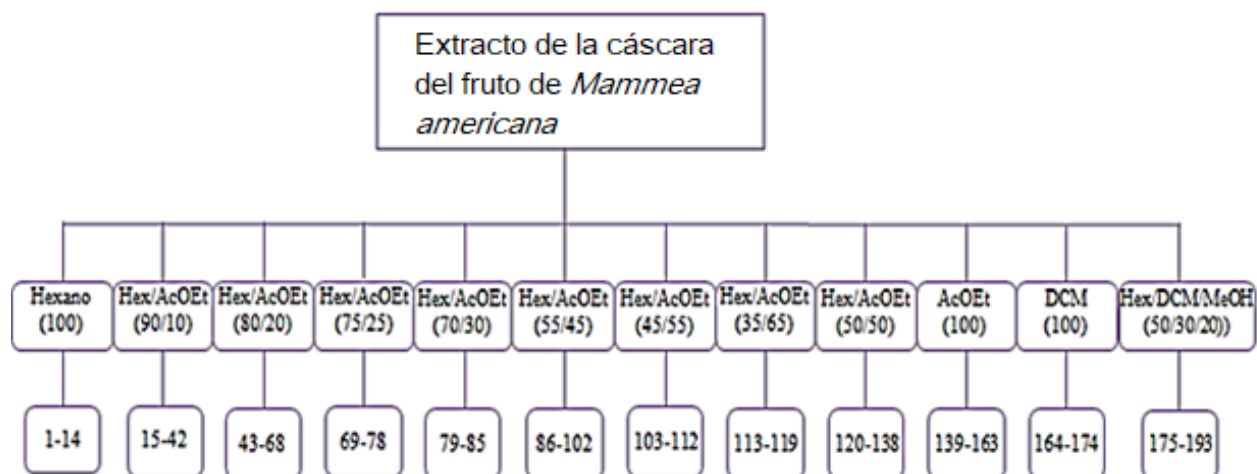 Extracto de la cáscara
del fruto de Mammea
americana
Hexano
(100)
Hex/AcOEt
(90/10)
Hex/AcOEt
(80/20)
Hex/AcOEt
(75/25)
Hex/AcOEt
(70/30)
Hex/AcOEt
(55/45)
Hex/AcOEt
(45/55)
Hex/AcOEt
(35/65)
Hex/AcOEt
(50/50)
AcOEt
(100)
DCM
(100)
Hex/DCM/MeOH
(50/30/20))
1-14
15-42
43-68
69-78
79-85
86-102
103-112
113-119
120-138
139-163
164-174
175-193